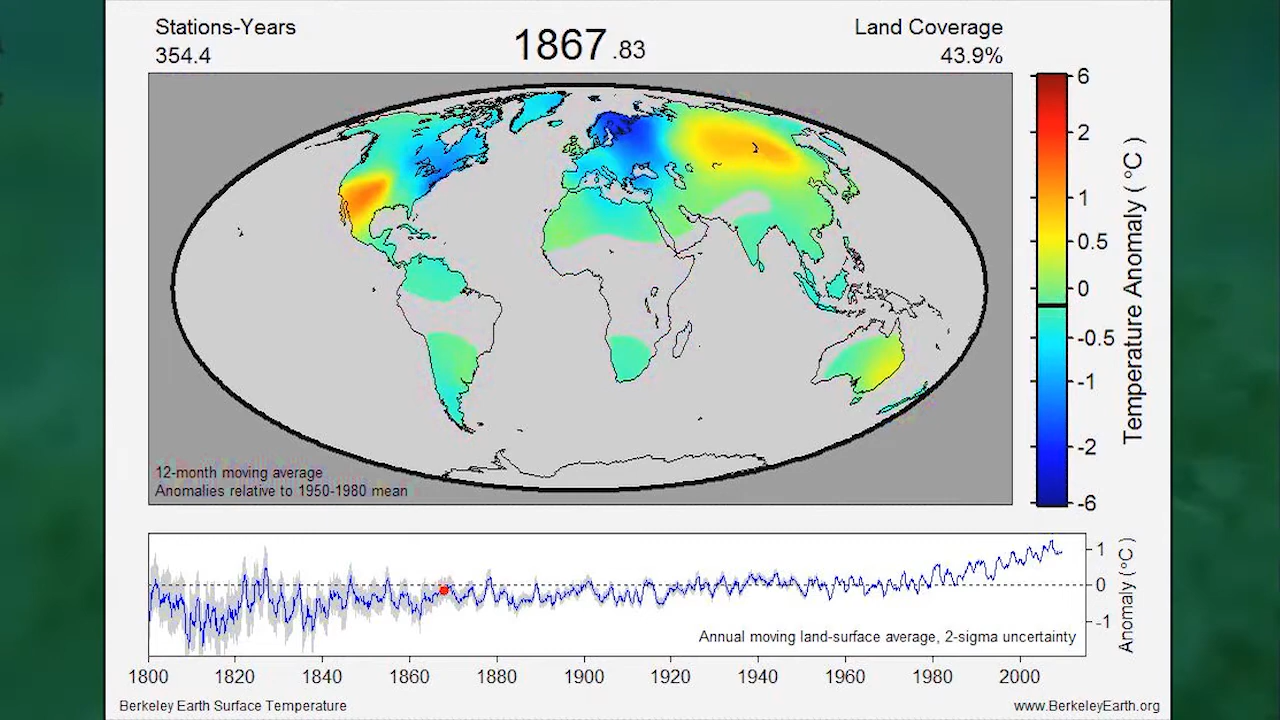 Stations-Years
354.4
1867.83
Land Coverage
43.9%
6
2
1
0.5
0
-0.5
-1
-2
-6
Temperature Anomaly ( °C )
12-month moving average
Anomalies relative to 1950-1980 mean
1
0
-1
Anomaly ( °C )
Annual moving land-surface average, 2-sigma uncertainty
1800 1820 1840 1860 1880 1900 1920 1940 1960 1980 2000
Berkeley Earth Surface Temperature
www.BerkeleyEarth.org